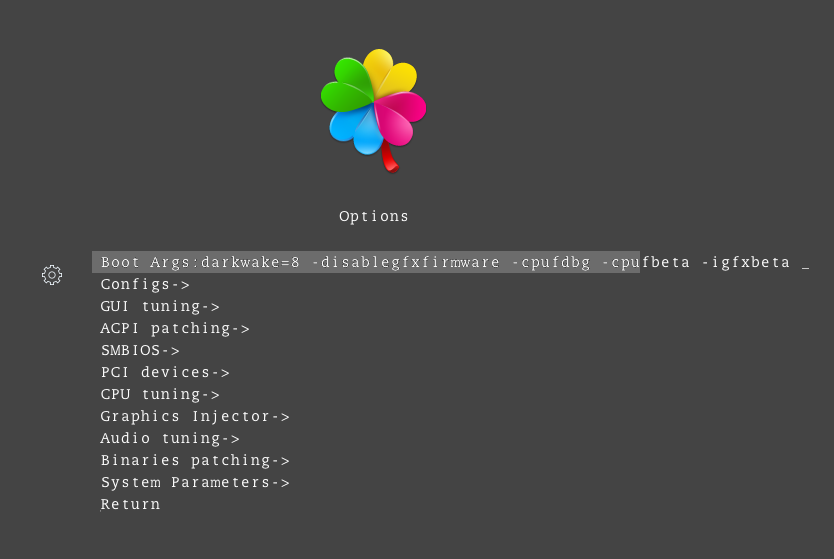 Options
Boot Args:darkwake=8 -disablegfxfirmware -cpufdbg -cpufbeta -igfxbeta _
Configs->
GUI tuning->
ACPI patching->
SMBIOS->
PCI devices->
CPU tuning->
Graphics Injector->
Audio tuning->
Binaries patching->
System Parameters->
Return